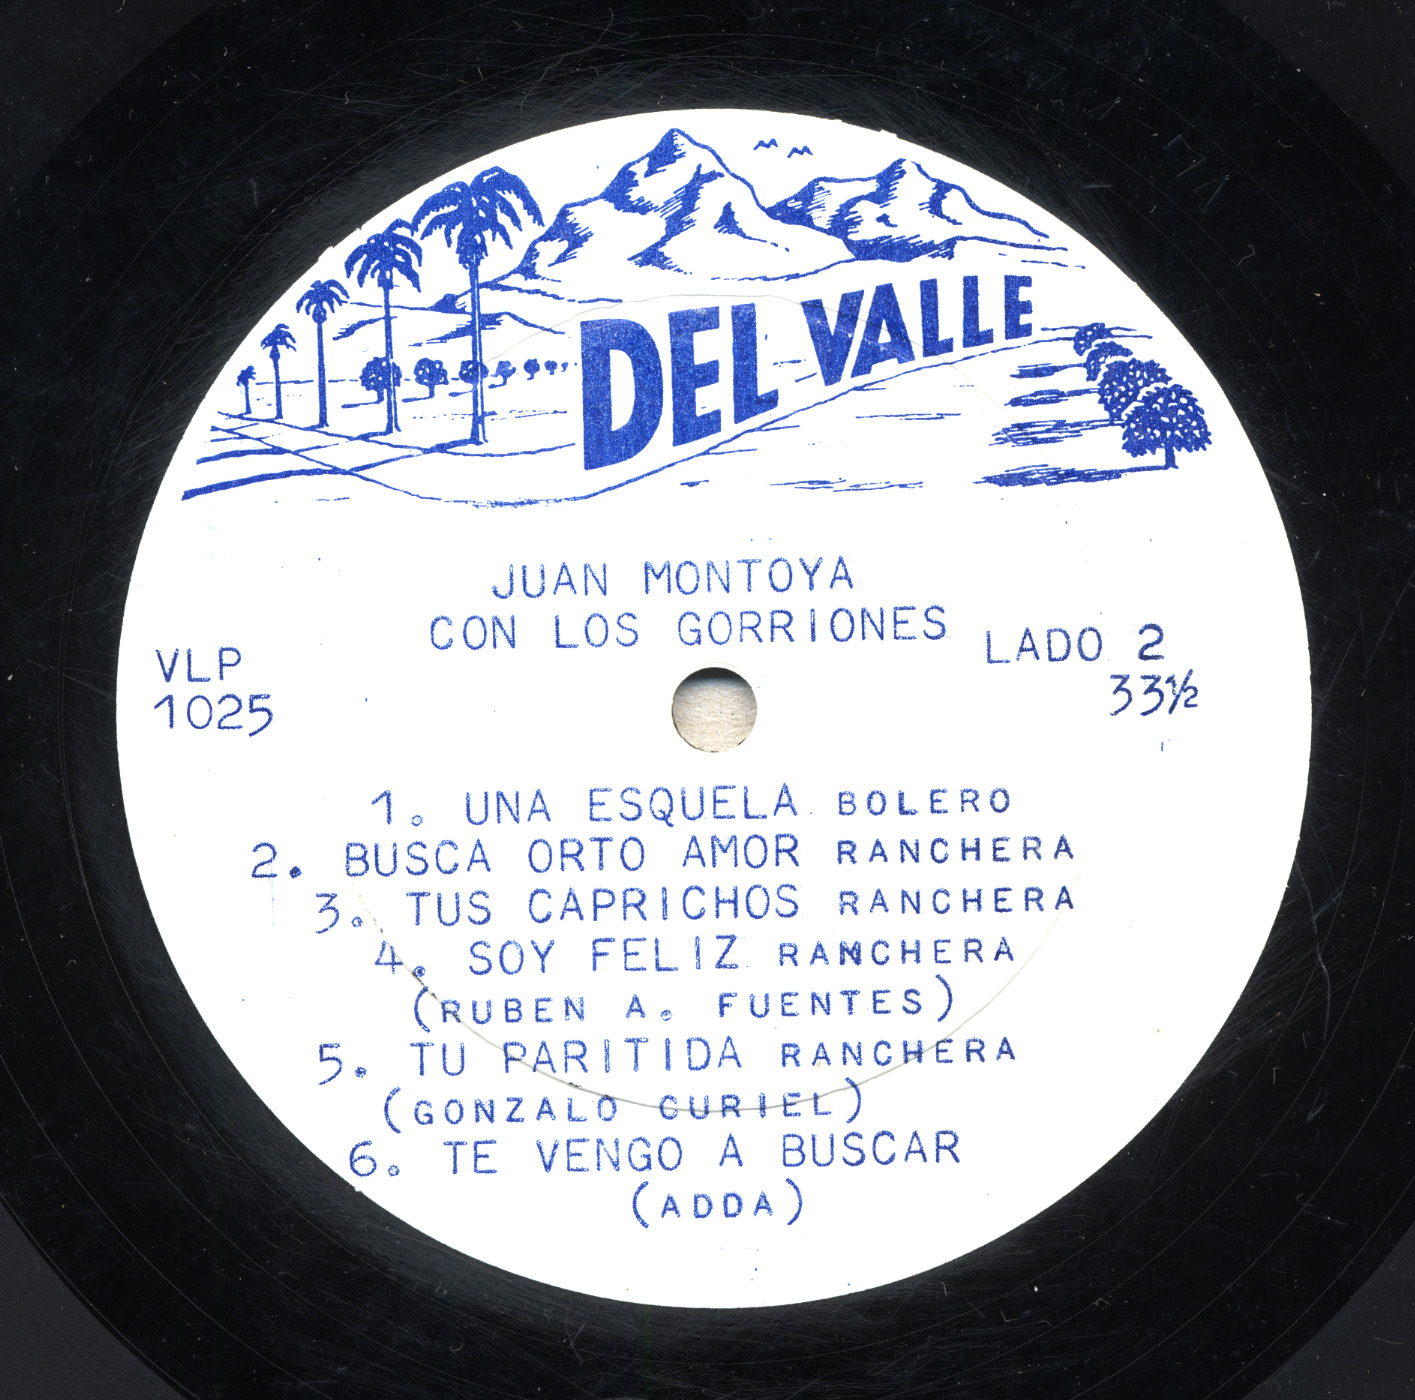 DEL VALLE
JUAN MONTOYA
CON LOS GORRIONES
VLP
1025
LADO 2
33½
1. UNA ESQUELA BOLERO
2. BUSCA ORTO AMOR RANCHERA
3. TUS CAPRICHOS RANCHERA
4. SOY FELIZ RANCHERA
(RUBEN A. FUENTES)
5. TU PARITIDA RANCHERA
(GONZALO CURIEL)
6. TE VENGO A BUSCAR
(ADDA)